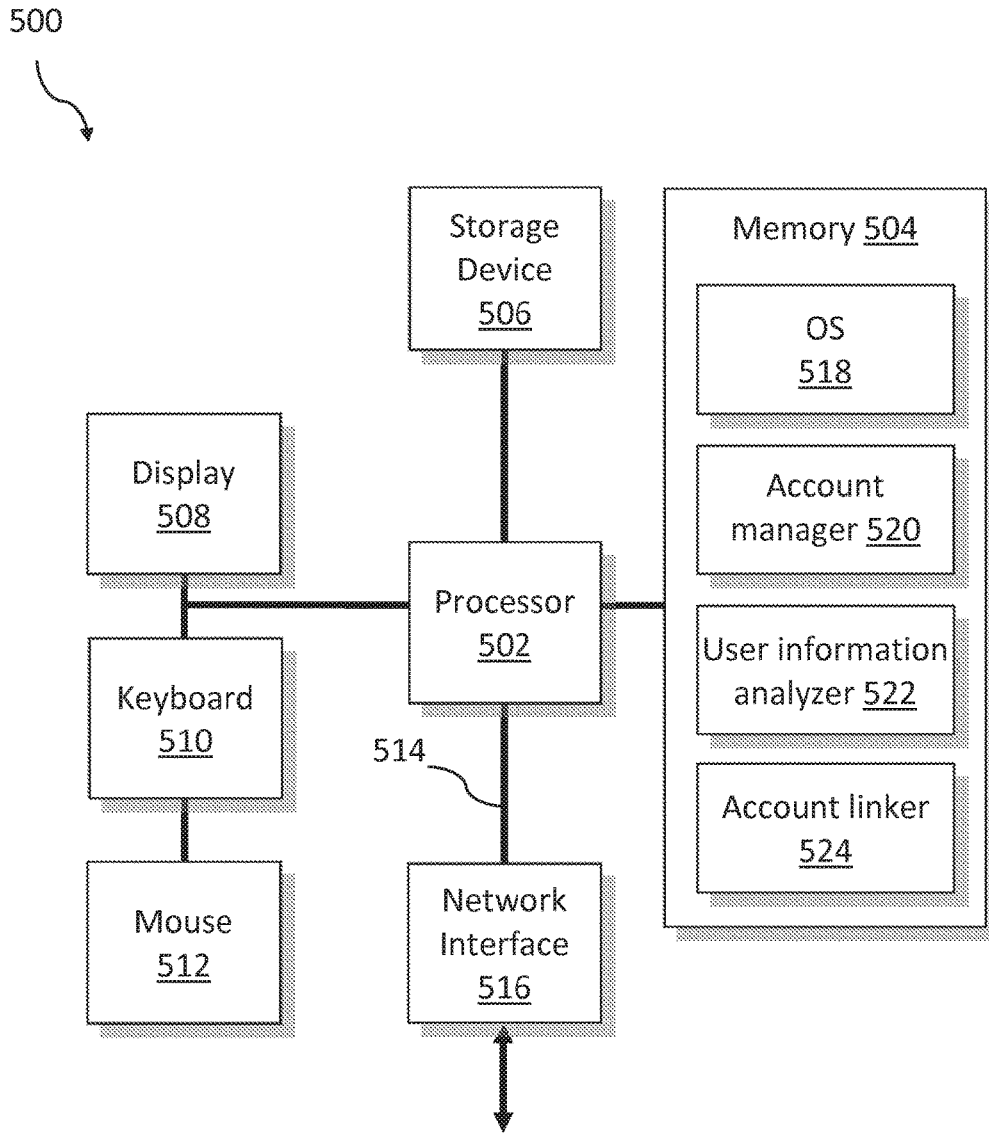 500
Storage
Device
506
Memory 504
OS
518
Account
manager 520
User information
analyzer 522
Account linker
524
Display
508
Processor
502
Keyboard
510
514
Mouse
512
Network
Interface
516